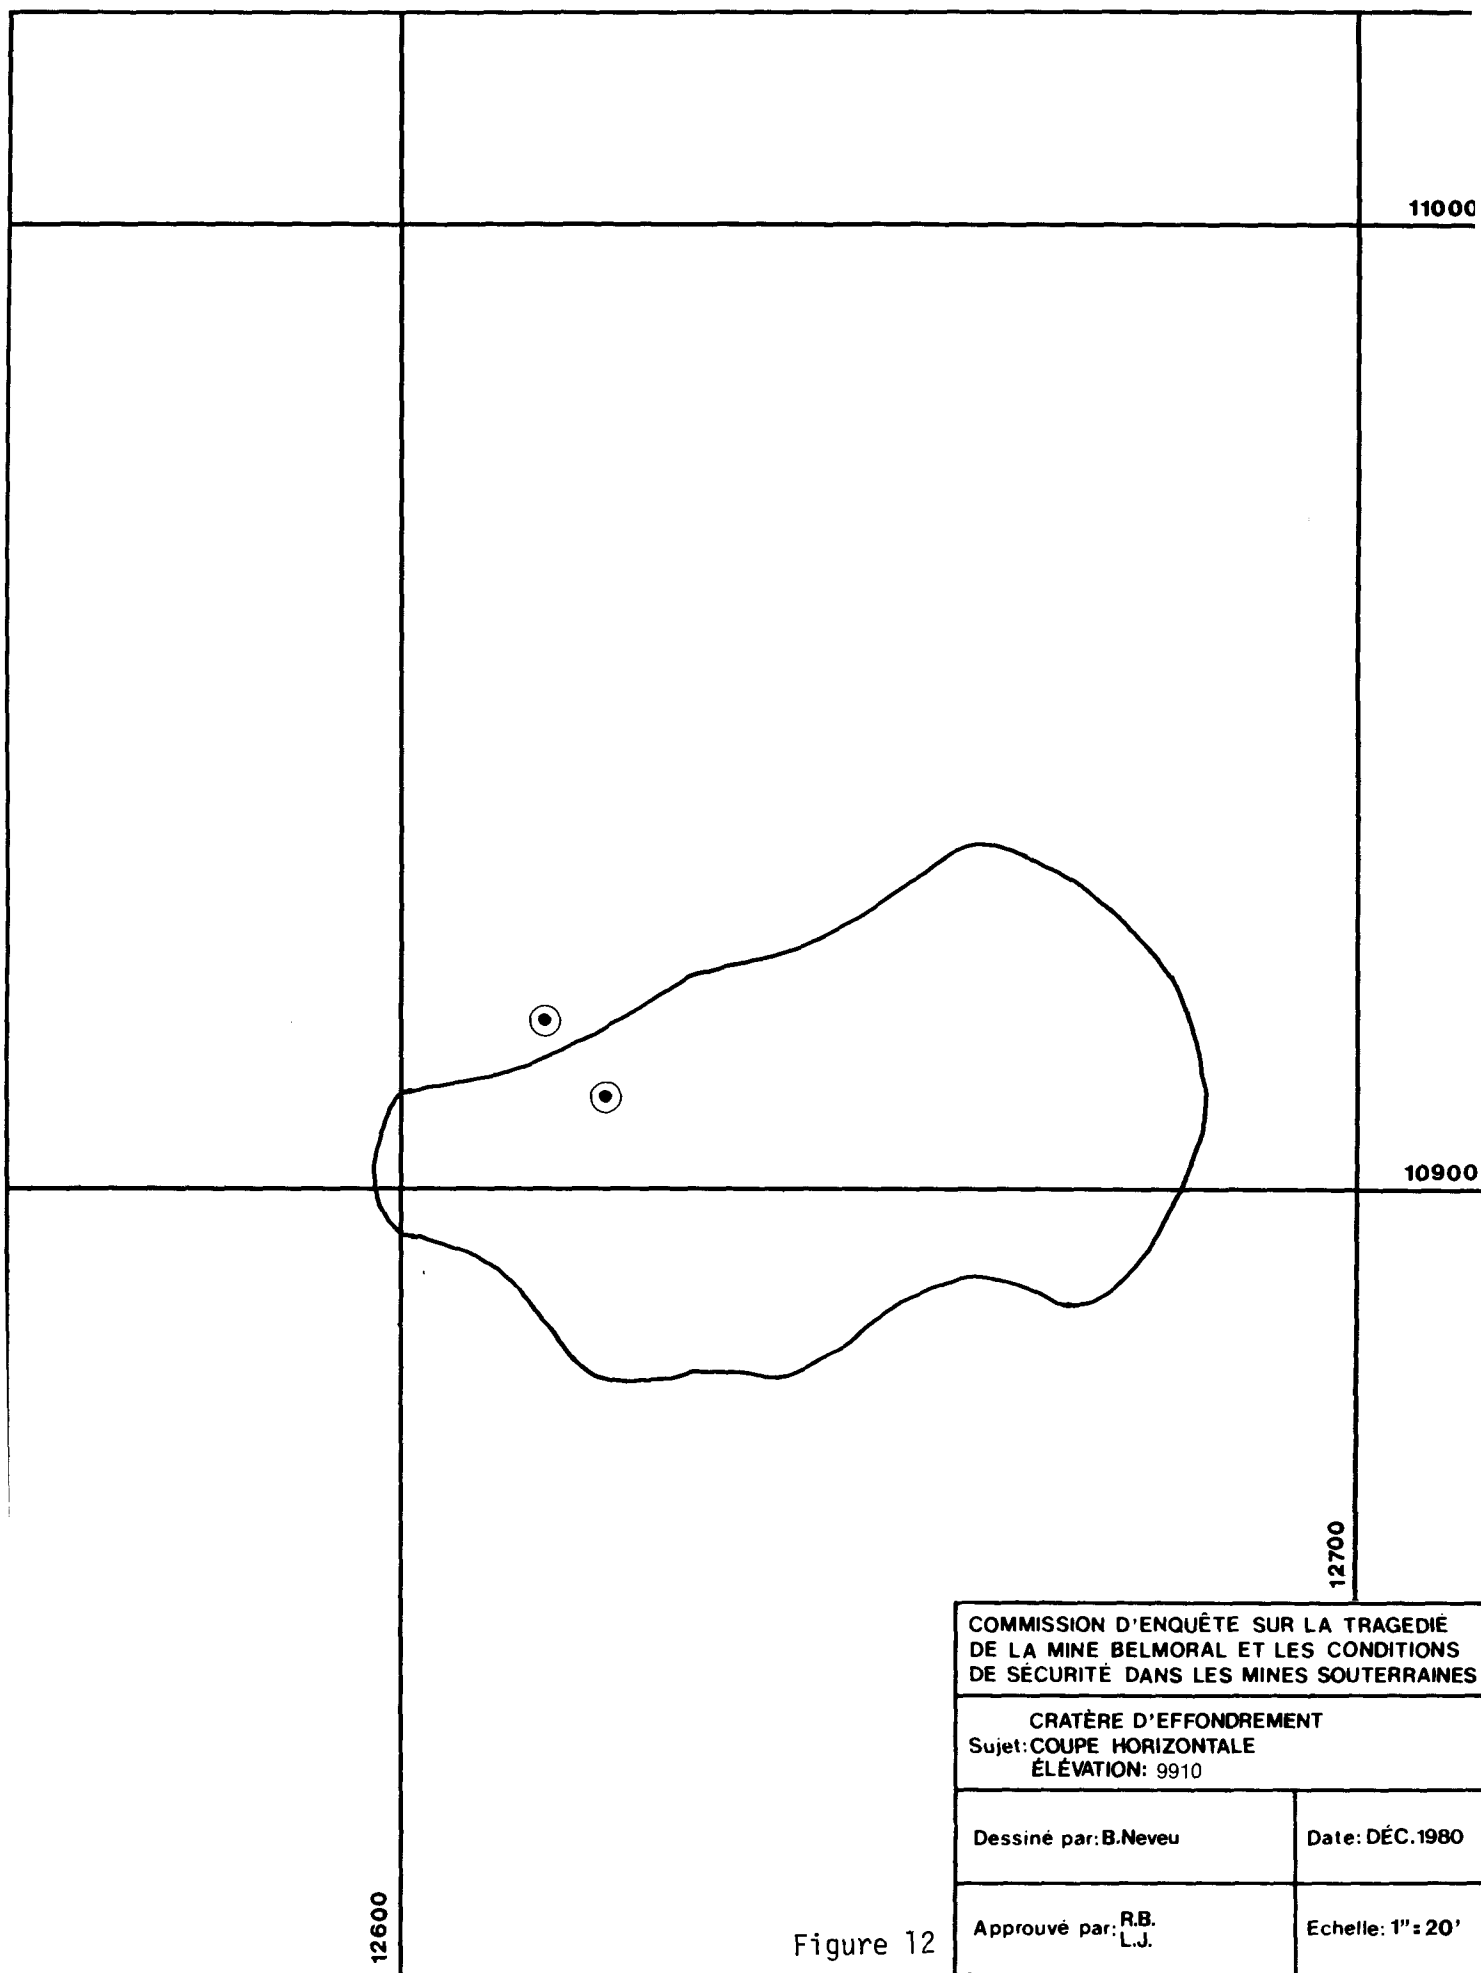 11000
10900
12700
12600
COMMISSION D'ENQUÊTE SUR LA TRAGEDIÉ
DE LA MINE BELMORAL ET LES CONDITIONS
DE SÉCURITÉ DANS LES MINES SOUTERRAINES
CRATÈRE D'EFFONDREMENT
Sujet: COUPE HORIZONTALE
ÉLÉVATION: 9910
Dessiné par: B.Neveu
Date: DÉC.1980
Approuvé par: R.B.
L.J.
Echelle: 1"=20'
Figure 12